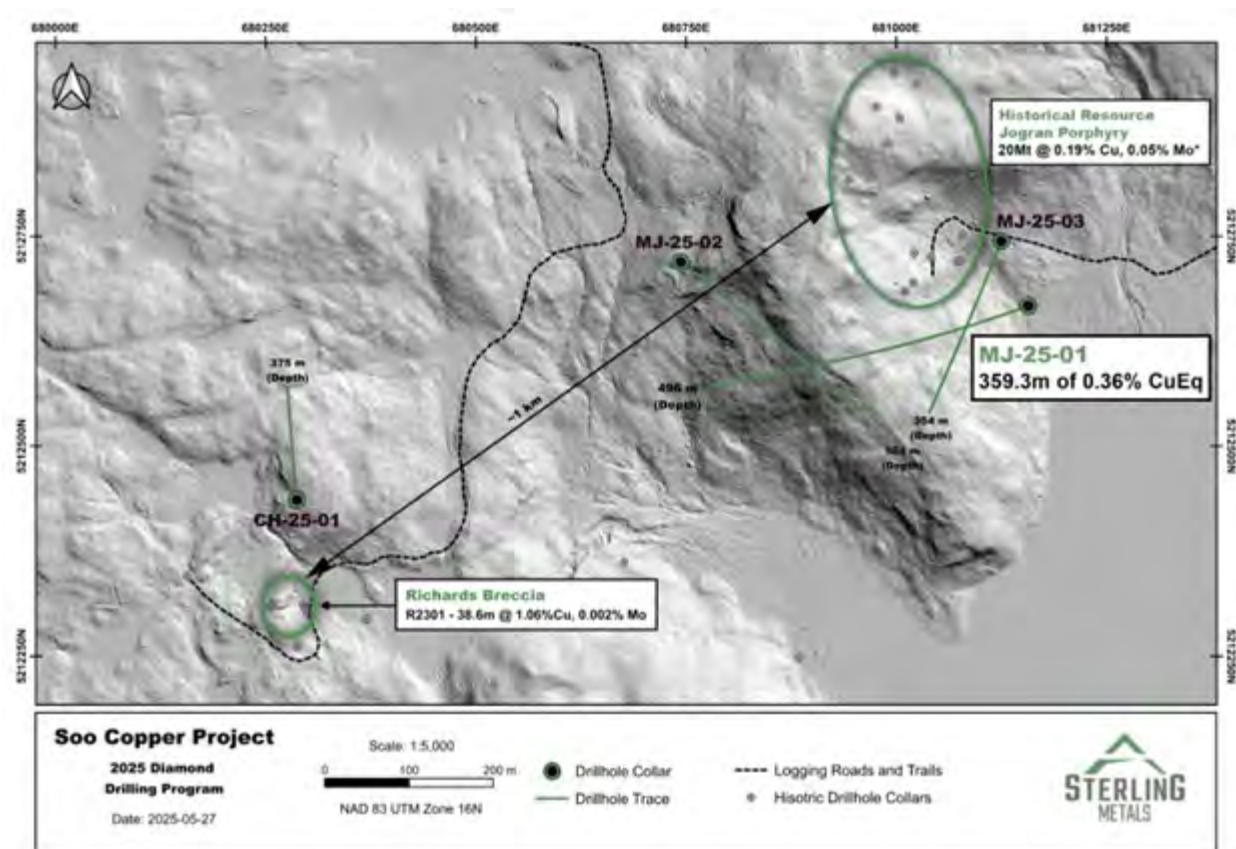 680000E 680250E 680500E 680750E 681000E 681250E
Historical Resource
Jogran Porphyry
20Mt @ 0.19% Cu, 0.05% Mo*
5212750N
5212750N
MJ-25-02
MJ-25-03
MJ-25-01
359.3m of 0.36% CuEq
375 m
(Depth)
~1 km
496 m
(Depth)
354 m
(Depth)
(Depth)
5212500N
5212500N
CH-25-01
Richards Breccia
R2301 - 38.6m @ 1.06%Cu, 0.002% Mo
5212250N
5212250N
Soo Copper Project
2025 Diamond
Drilling Program
Date: 2025-05-27
Scale: 1:5,000
0 100 200 m
NAD 83 UTM Zone 16N
Drillhole Collar
Drillhole Trace
Logging Roads and Trails
Hisotric Drillhole Collars
STERLING
METALS